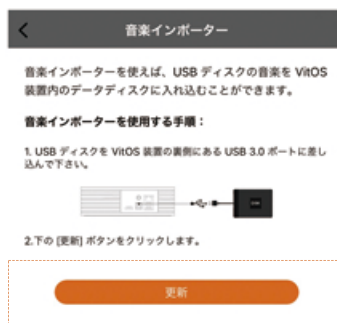 音楽インポーター
音楽インポーターを使えば、USB ディスクの音楽を VitOS
装置内のデータディスクに入れ込むことができます。
音楽インポーターを使用する手順：
1. USB ディスクを VitOS 装置の裏側にある USB 3.0 ポートに差し
込んで下さい。
2.下の [更新] ボタンをクリックします。
更新